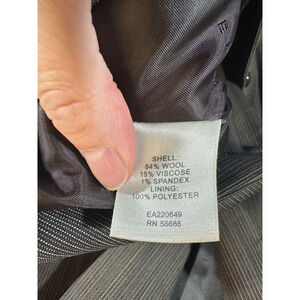 SHELL:
84% WOOL
15% VISCOSE
1% SPANDEX
LINING:
100% POLYESTER
EA220649
RN 58685